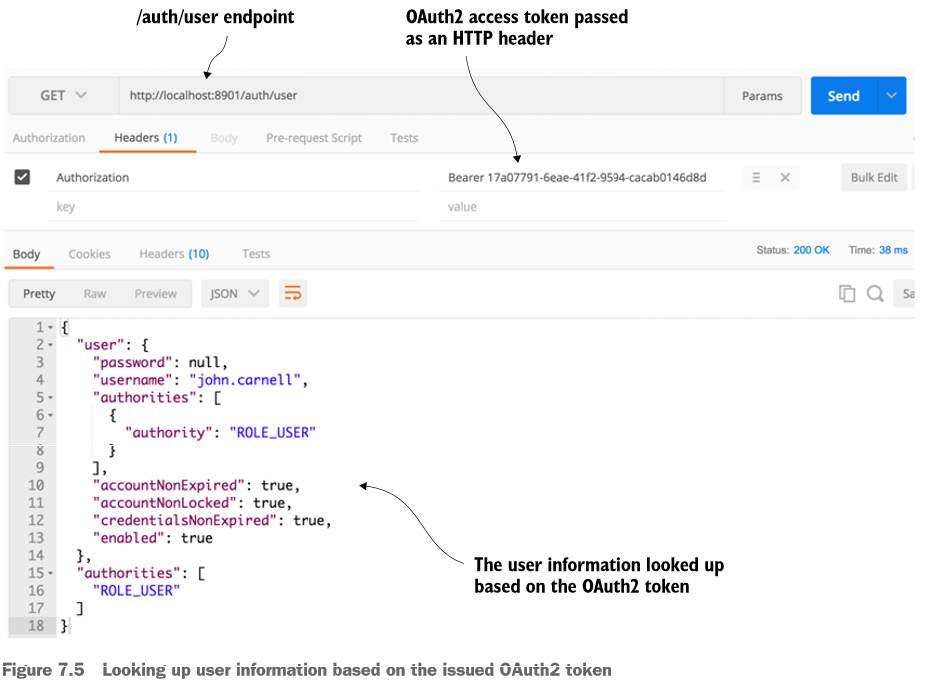 /auth/user endpoint
OAuth2 access token passed
as an HTTP header
GET http://localhost:8901/auth/user Params Send
Authorization Headers (1) Body Pre-request Script Tests
Authorization Bearer 17a07791-6eae-41f2-9594-cacab0146d8d Bulk Edit
key value
Body Cookies Headers (10) Tests Status: 200 OK Time: 38 ms
Pretty Raw Preview JSON Sa
1 {
2 "user": {
3 "password": null,
4 "username": "john.carnell",
5 "authorities": [
6 {
7 "authority": "ROLE_USER"
8 }
9 ],
10 "accountNonExpired": true,
11 "accountNonLocked": true,
12 "credentialsNonExpired": true,
13 "enabled": true
14 },
15 "authorities": [
16 "ROLE_USER"
17 ]
18 }
The user information looked up
based on the OAuth2 token
Figure 7.5 Looking up user information based on the issued OAuth2 token